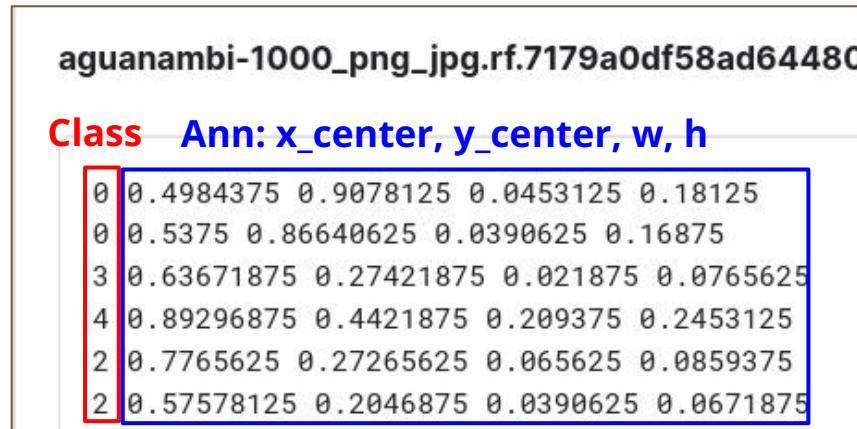 aguanambi-1000_png_jpg.rf.7179a0df58ad64480
Class Ann: x_center, y_center, w, h
0 0.4984375 0.9078125 0.0453125 0.18125
0 0.5375 0.86640625 0.0390625 0.16875
3 0.63671875 0.27421875 0.021875 0.0765625
4 0.89296875 0.4421875 0.209375 0.2453125
2 0.7765625 0.27265625 0.065625 0.0859375
2 0.57578125 0.2046875 0.0390625 0.0671875